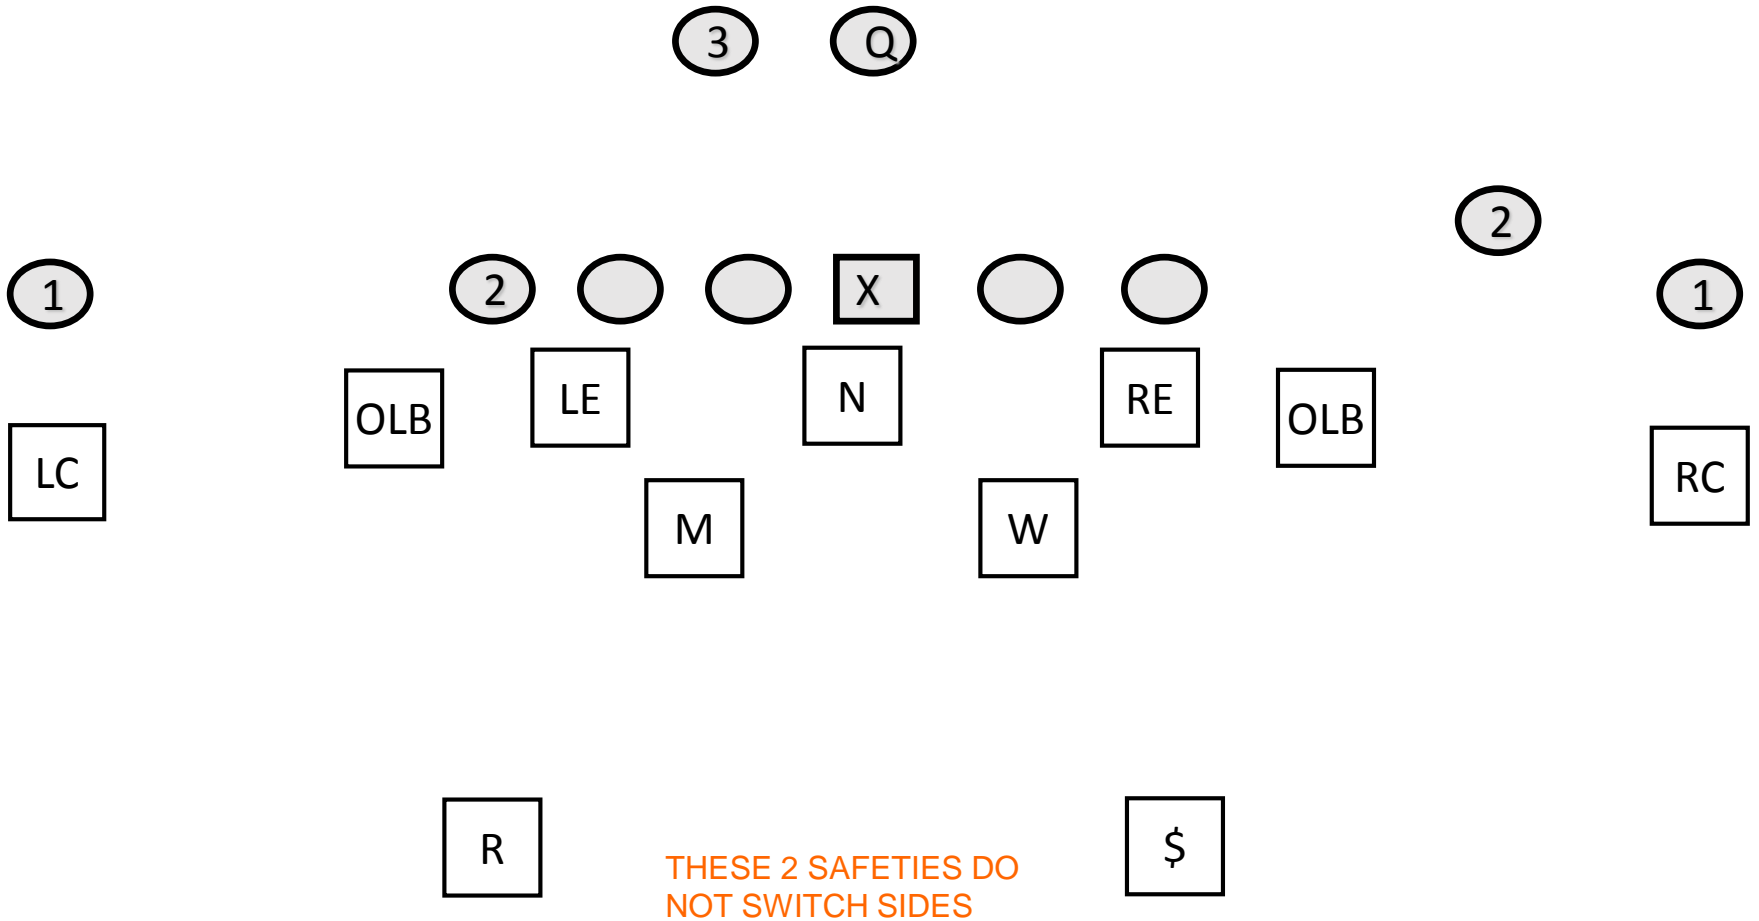 3 Q
2
1 2 X 1
LE N RE
OLB OLB
LC RC
M W
R $
THESE 2 SAFETIES DO
NOT SWITCH SIDES